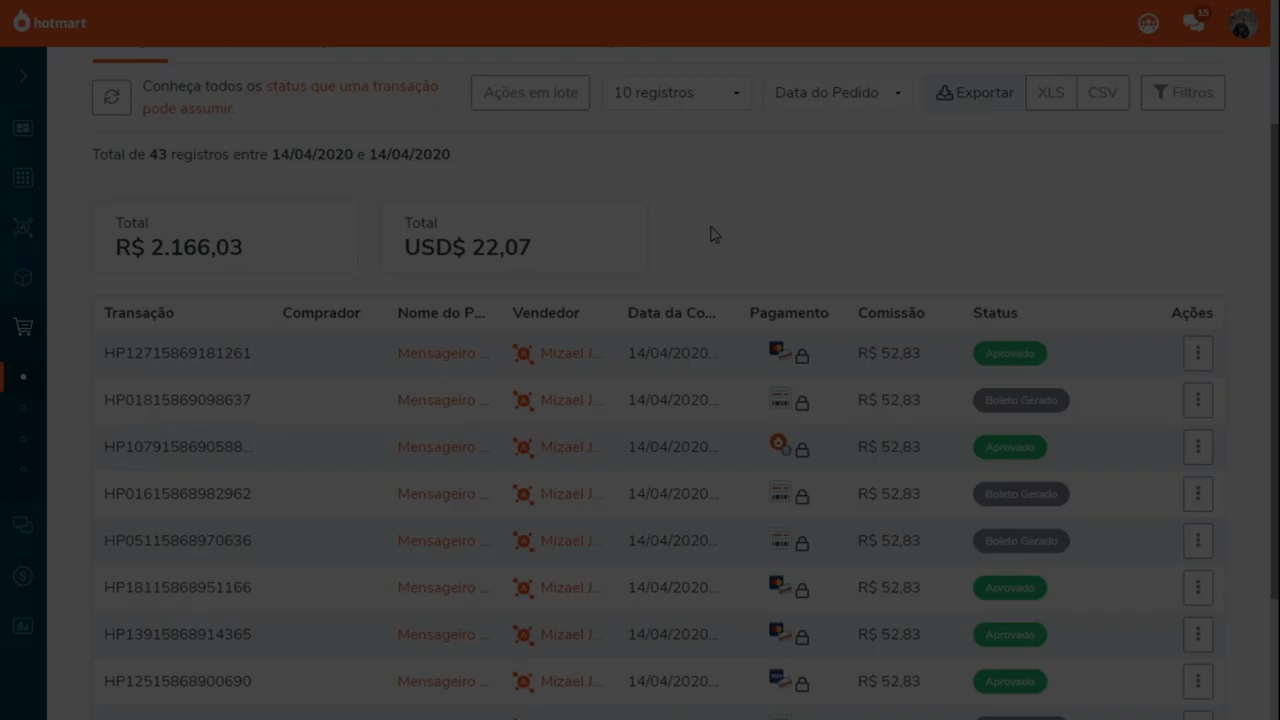 hotmart
15
Conheça todos os status que uma transação
pode assumir.
Ações em lote
10 registros
Data do Pedido
Exportar
XLS
CSV
Filtros
Total de 43 registros entre 14/04/2020 e 14/04/2020
Total
R$ 2.166,03
Total
USD$ 22,07
Transação Comprador Nome do P... Vendedor Data da Co... Pagamento Comissão Status Ações
HP12715869181261 Mensageiro ... Mizael J... 14/04/2020... R$ 52,83 Aprovado
HP01815869098637 Mensageiro ... Mizael J... 14/04/2020... R$ 52,83 Boleto Gerado
HP1079158690588... Mensageiro ... Mizael J... 14/04/2020... R$ 52,83 Aprovado
HP01615868982962 Mensageiro ... Mizael J... 14/04/2020... R$ 52,83 Boleto Gerado
HP05115868970636 Mensageiro ... Mizael J... 14/04/2020... R$ 52,83 Boleto Gerado
HP18115868951166 Mensageiro ... Mizael J... 14/04/2020... R$ 52,83 Aprovado
HP13915868914365 Mensageiro ... Mizael J... 14/04/2020... R$ 52,83 Aprovado
HP12515868900690 Mensageiro ... Mizael J... 14/04/2020... R$ 52,83 Aprovado